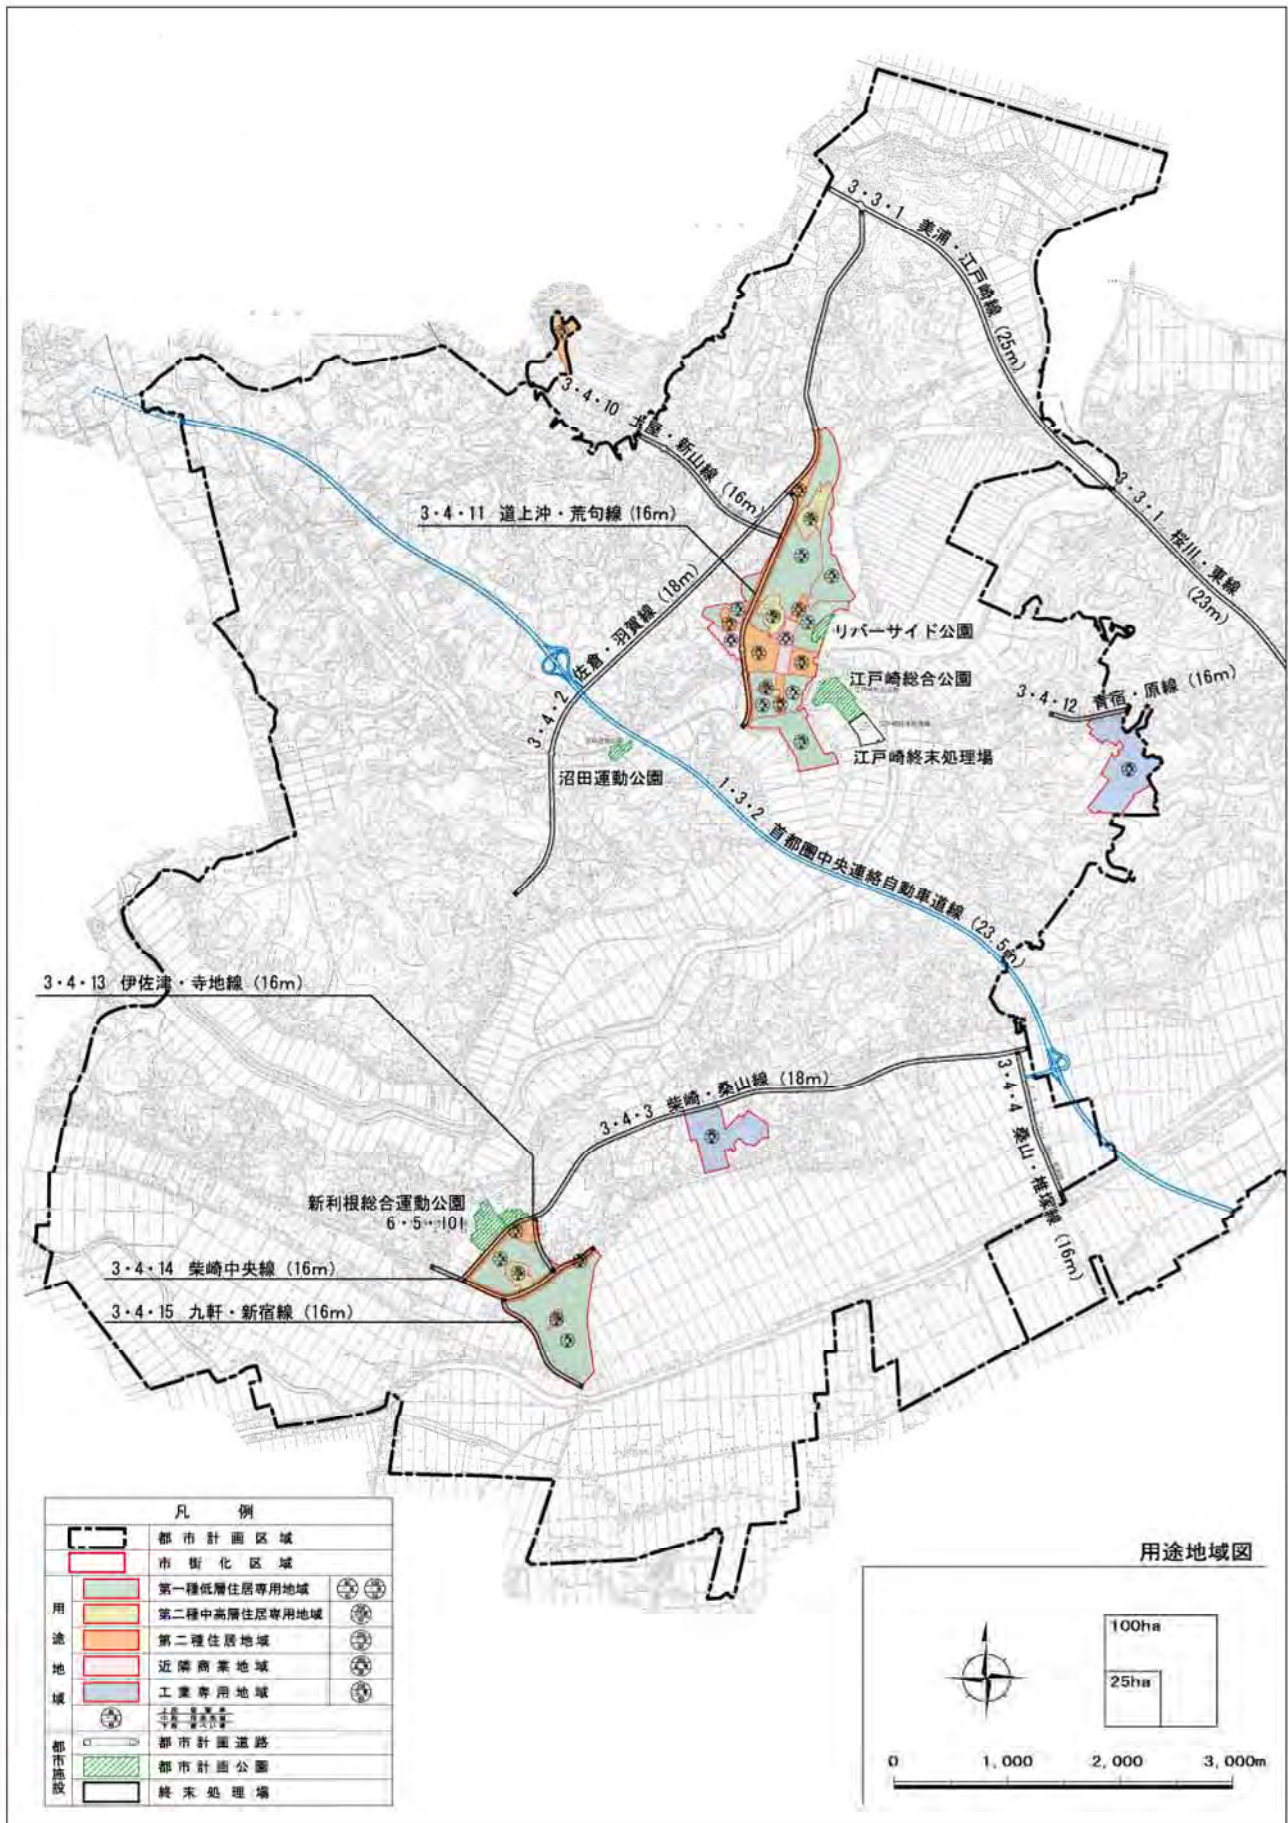 3・3・1 美浦・江戸崎線 (25m)
3・4・10 犬屋・新山線 (16m)
3・4・11 道上沖・荒句線 (16m)
3・3・1 桜川・東線 (23m)
3・4・2 佐倉・羽賀線 (18m)
リバーサイド公園
江戸崎総合公園
3・4・12 青宿・原線 (16m)
江戸崎終末処理場
沼田運動公園
1・3・2 首都圏中央連絡自動車道線 (23.5m)
3・4・13 伊佐津・寺地線 (16m)
3・4・3 柴崎・桑山線 (18m)
3・4・4 桑山・椎塚線 (16m)
新利根総合運動公園
6・5・101
3・4・14 柴崎中央線 (16m)
3・4・15 九軒・新宿線 (16m)
凡例
都市計画区域
市街化区域
用途地域
第一種低層住居専用地域
第二種中高層住居専用地域
第二種住居地域
近隣商業地域
工業専用地域
都市施設
都市計画道路
都市計画公園
終末処理場
用途地域図
100ha
25ha
0 1,000 2,000 3,000m